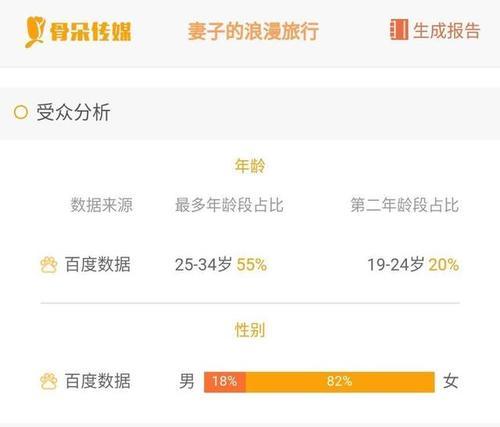 骨朵传媒 妻子的浪漫旅行 生成报告
受众分析
年龄
数据来源 最多年龄段占比 第二年龄段占比
百度数据 25-34岁 55% 19-24岁 20%
性别
百度数据 男 18% 82% 女